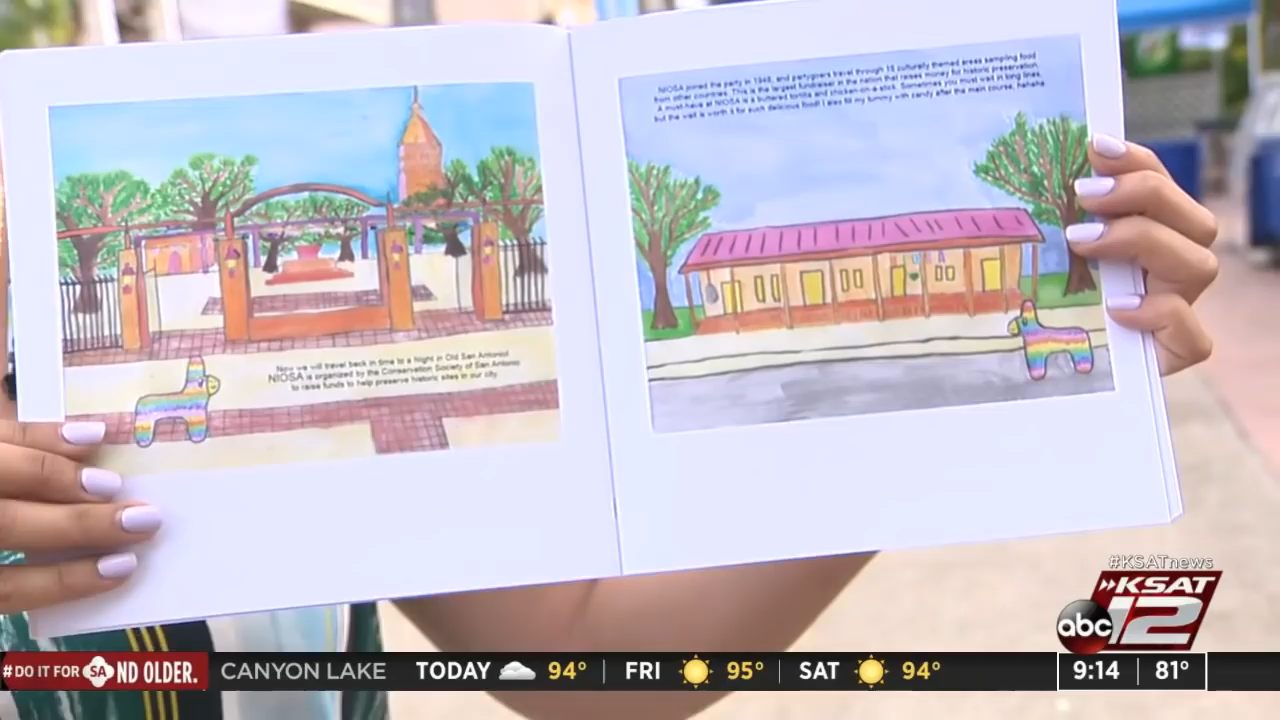 NIOSA joined the party in 1948, and partygoers travel through 15 culturally themed areas sampling food
from other countries. This is the largest fundraiser in the nation that raises money for historic preservation.
A must-have at NIOSA is a buttered tortilla and chicken-on-a-stick. Sometimes you must wait in long lines,
but the wait is worth it for such delicious food! I also fill my tummy with candy after the main course, hehehe
Now we will travel back in time to a Night in Old San Antonio!
NIOSA is organized by the Conservation Society of San Antonio
to raise funds to help preserve historic sites in our city.
#KSATnews
KSAT
abc 12
#DO IT FOR SA ND OLDER. CANYON LAKE TODAY 94° FRI 95° SAT 94° 9:14 81°